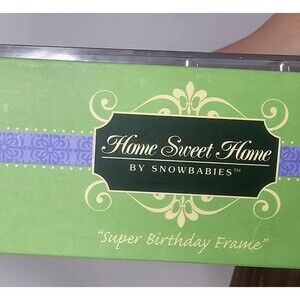 Home Sweet Home
BY SNOWBABIES™
"Super Birthday Frame"